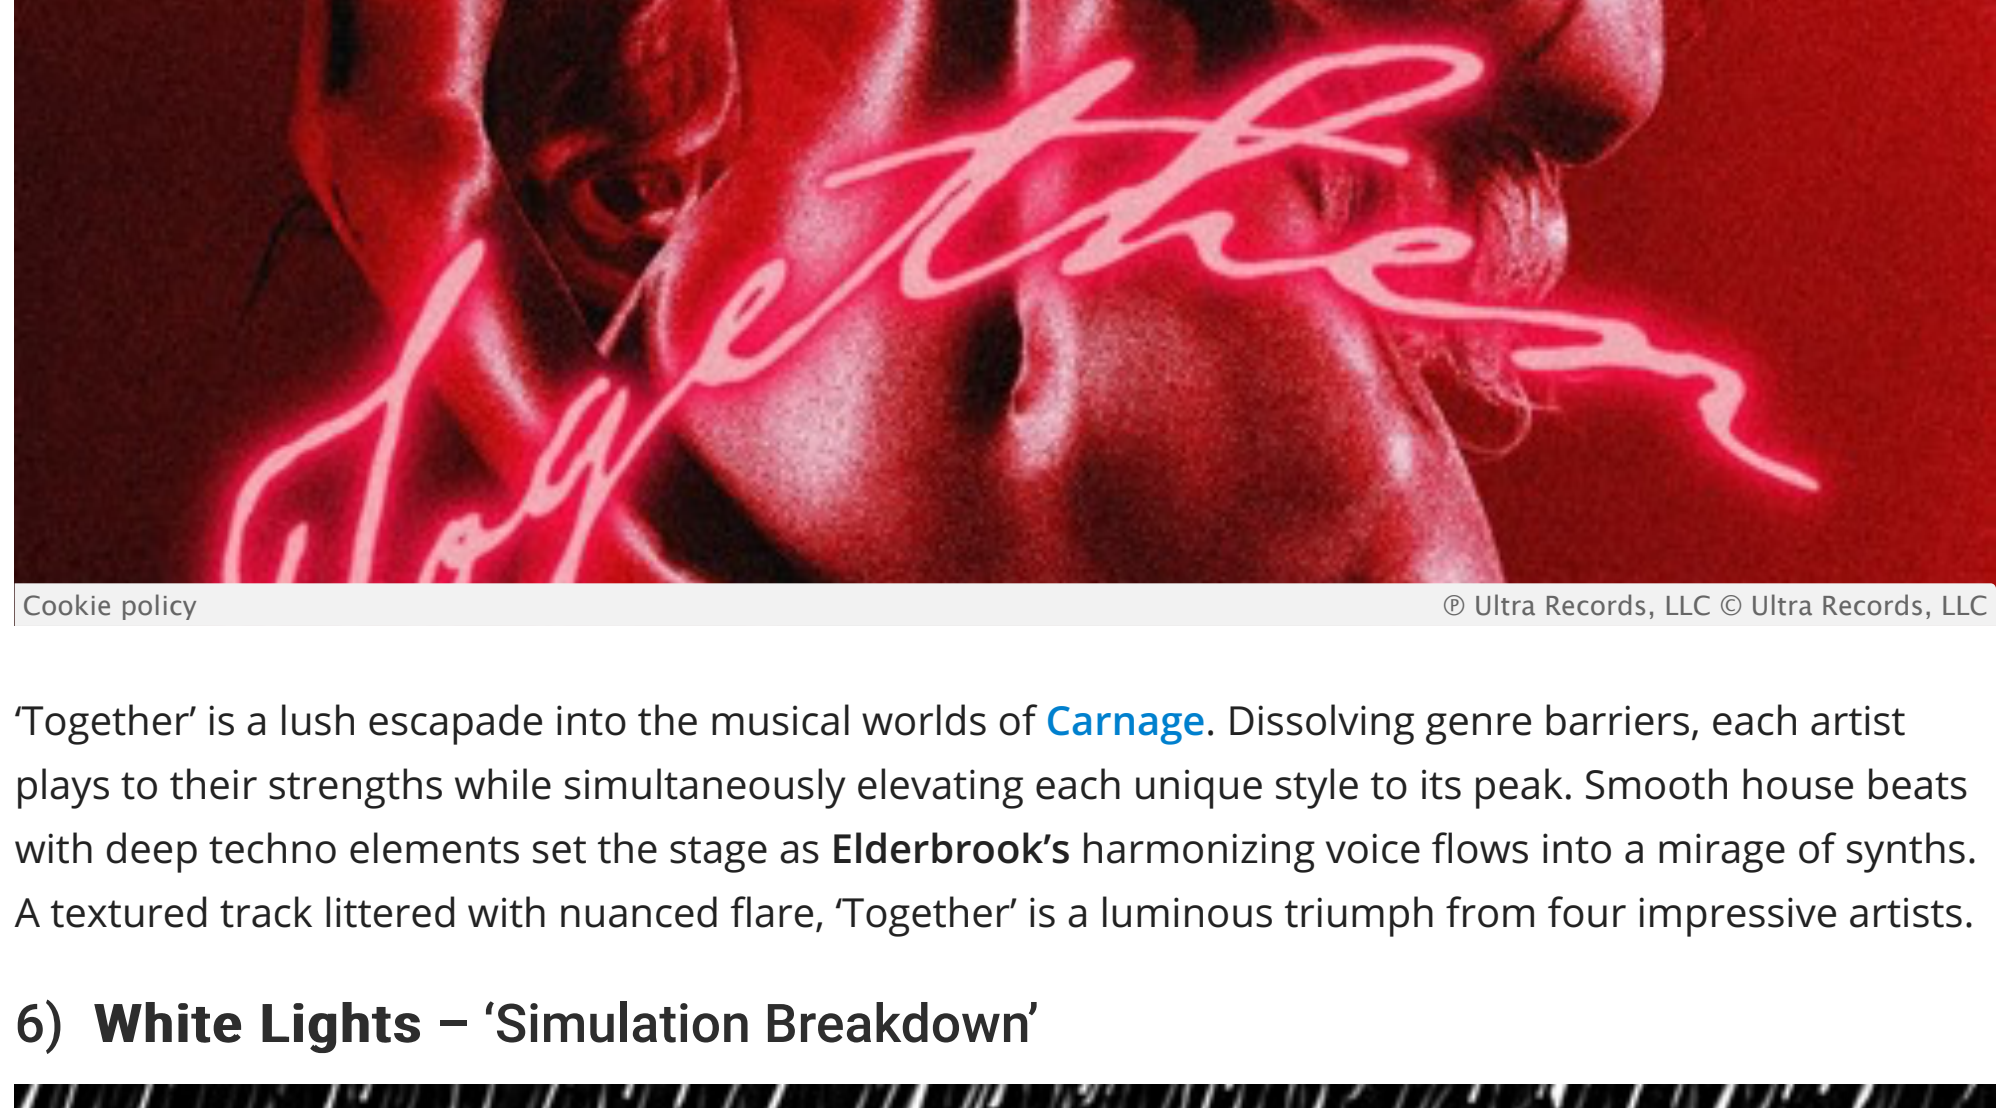 Together
Cookie policy
℗ Ultra Records, LLC © Ultra Records, LLC
‘Together’ is a lush escapade into the musical worlds of Carnage. Dissolving genre barriers, each artist
plays to their strengths while simultaneously elevating each unique style to its peak. Smooth house beats
with deep techno elements set the stage as Elderbrook’s harmonizing voice flows into a mirage of synths.
A textured track littered with nuanced flare, ‘Together’ is a luminous triumph from four impressive artists.
6) White Lights – ‘Simulation Breakdown’